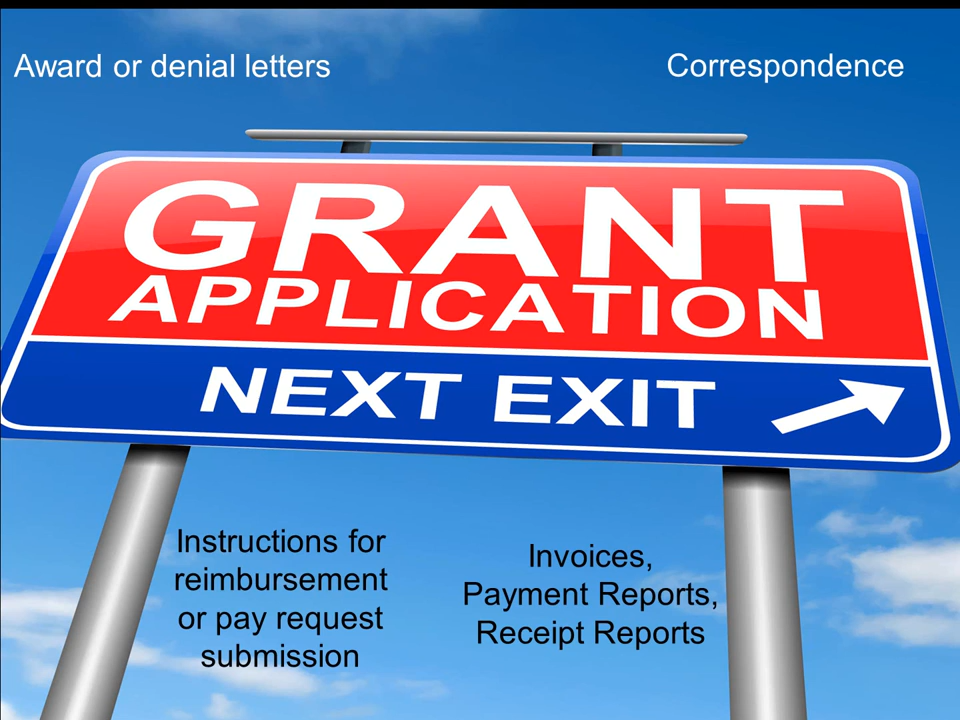 Award or denial letters
Correspondence
GRANT
APPLICATION
NEXT EXIT
Instructions for
reimbursement
or pay request
submission
Invoices,
Payment Reports,
Receipt Reports